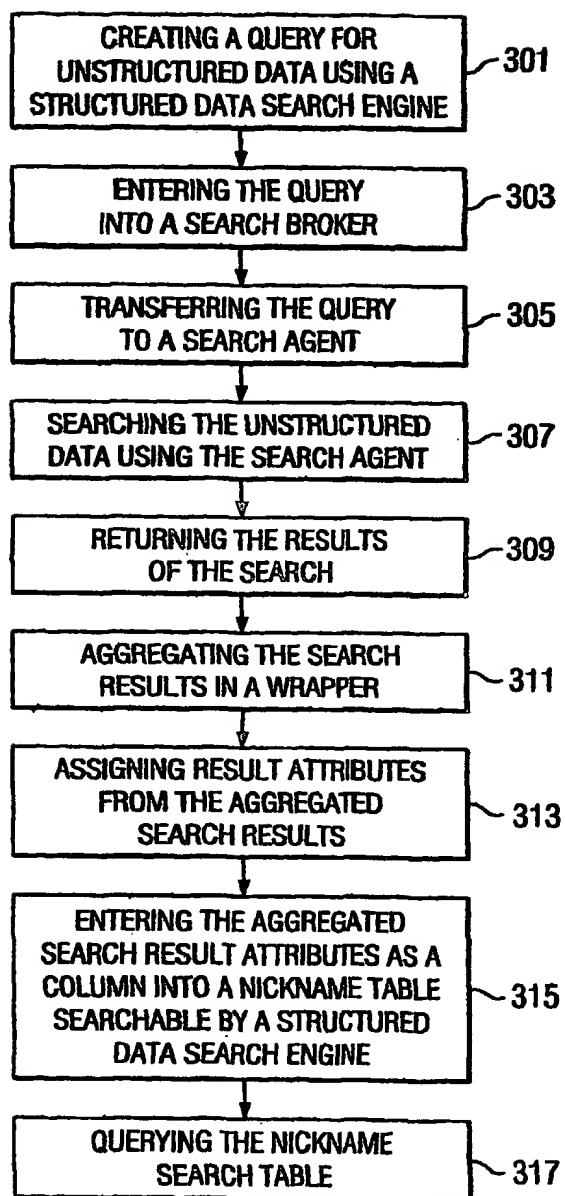 CREATING A QUERY FOR
UNSTRUCTURED DATA USING A
STRUCTURED DATA SEARCH ENGINE
301
ENTERING THE QUERY
INTO A SEARCH BROKER
303
TRANSFERRING THE QUERY
TO A SEARCH AGENT
305
SEARCHING THE UNSTRUCTURED
DATA USING THE SEARCH AGENT
307
RETURNING THE RESULTS
OF THE SEARCH
309
AGGREGATING THE SEARCH
RESULTS IN A WRAPPER
311
ASSIGNING RESULT ATTRIBUTES
FROM THE AGGREGATED
SEARCH RESULTS
313
ENTERING THE AGGREGATED
SEARCH RESULT ATTRIBUTES AS A
COLUMN INTO A NICKNAME TABLE
SEARCHABLE BY A STRUCTURED
DATA SEARCH ENGINE
315
QUERYING THE NICKNAME
SEARCH TABLE
317